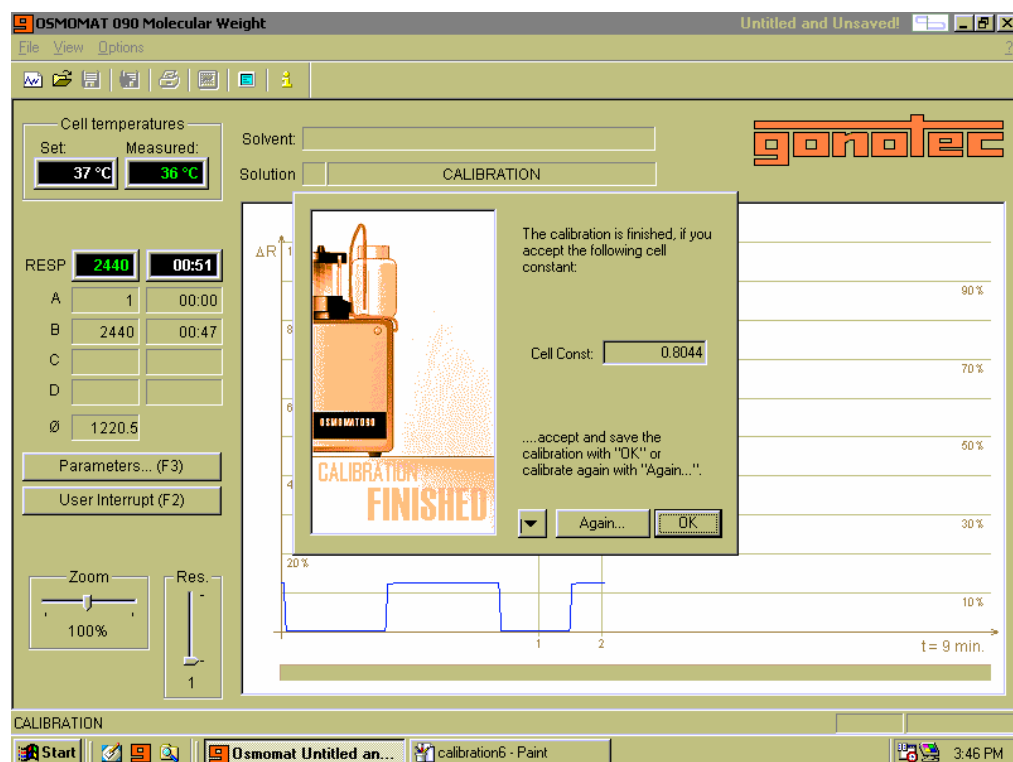 OSMOMAT 090 Molecular Weight
Untitled and Unsaved!
File View Options ?
Cell temperatures
Set: Measured:
37 °C 36 °C
Solvent:
Solution CALIBRATION
gonotec
RESP 2440 00:51
A 1 00:00
B 2440 00:47
C
D
Ø 1220.5
Parameters... (F3)
User Interrupt (F2)
Zoom
100%
Res.
1
ΔR
90%
70%
50%
30%
20%
10%
8
6
4
1 2
t = 9 min.
OSMOMAT090
CALIBRATION
FINISHED
The calibration is finished, if you
accept the following cell
constant:
Cell Const: 0.8044
....accept and save the
calibration with "OK" or
calibrate again with "Again...".
Again... OK
CALIBRATION
Start
Osmomat Untitled an...
calibration6 - Paint
3:46 PM